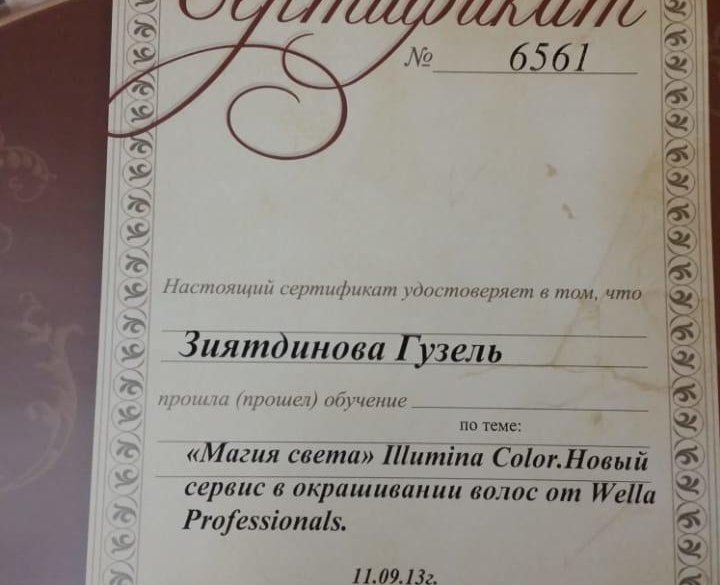 Сертификат
№ 6561
Настоящий сертификат удостоверяет в том, что
Зиятдинова Гузель
прошла (прошел) обучение
по теме:
«Магия света» Illumina Color.Новый
сервис в окрашивании волос от Wella
Professionals.
11.09.13г.